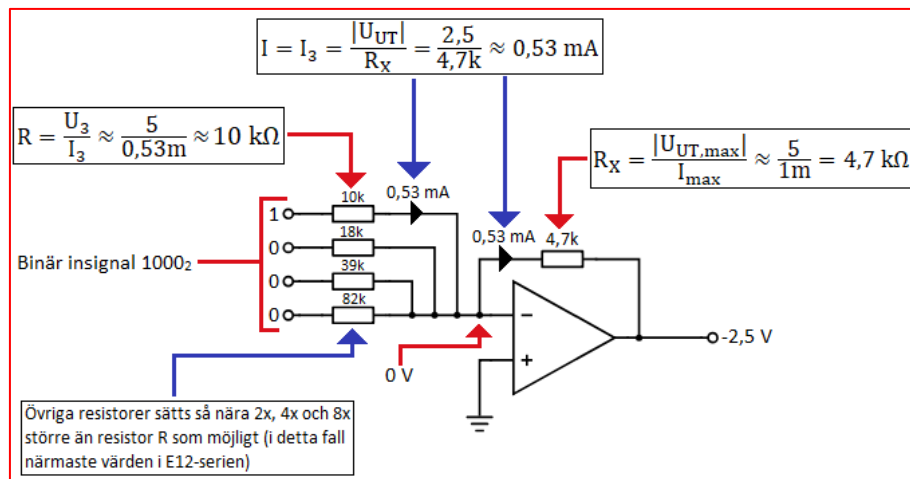 I = I₃ = |U_UT| / R_X = 2,5 / 4,7k ≈ 0,53 mA
R = U₃ / I₃ ≈ 5 / 0,53m ≈ 10 kΩ
R_X = |U_UT,max| / I_max ≈ 5 / 1m = 4,7 kΩ
10k
0,53 mA
1
18k
0,53 mA
4,7k
0
Binär insignal 1000₂
39k
0
82k
0
−
-2,5 V
+
0 V
Övriga resistorer sätts så nära 2x, 4x och 8x
större än resistor R som möjligt (i detta fall
närmaste värden i E12-serien)